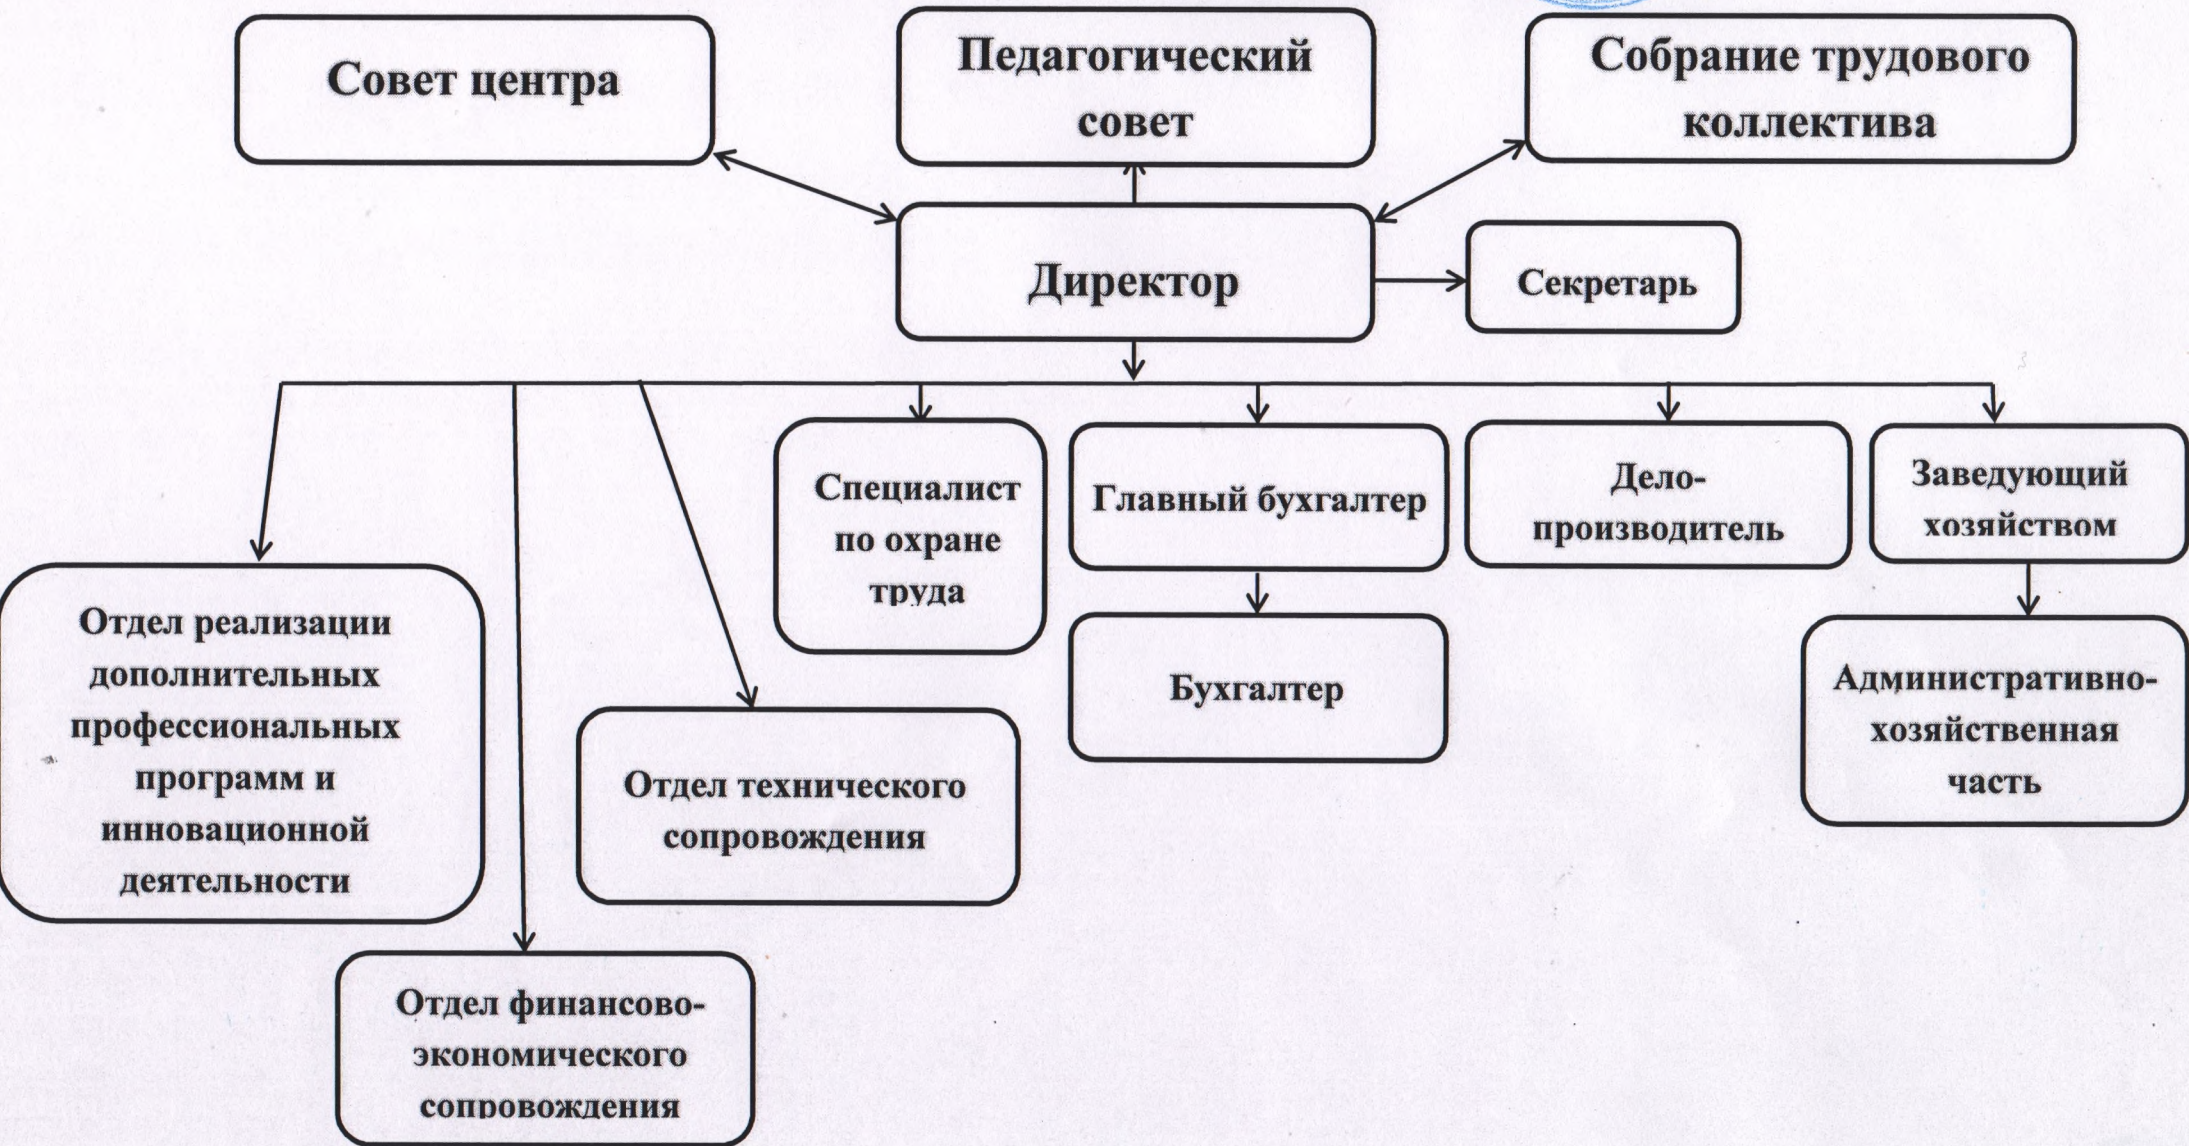 Совет центра
Педагогический
совет
Собрание трудового
коллектива
Директор
Секретарь
Специалист
по охране
труда
Главный бухгалтер
Дело-
производитель
Заведующий
хозяйством
Отдел реализации
дополнительных
профессиональных
программ и
инновационной
деятельности
Отдел технического
сопровождения
Бухгалтер
Административно-
хозяйственная
часть
Отдел финансово-
экономического
сопровождения